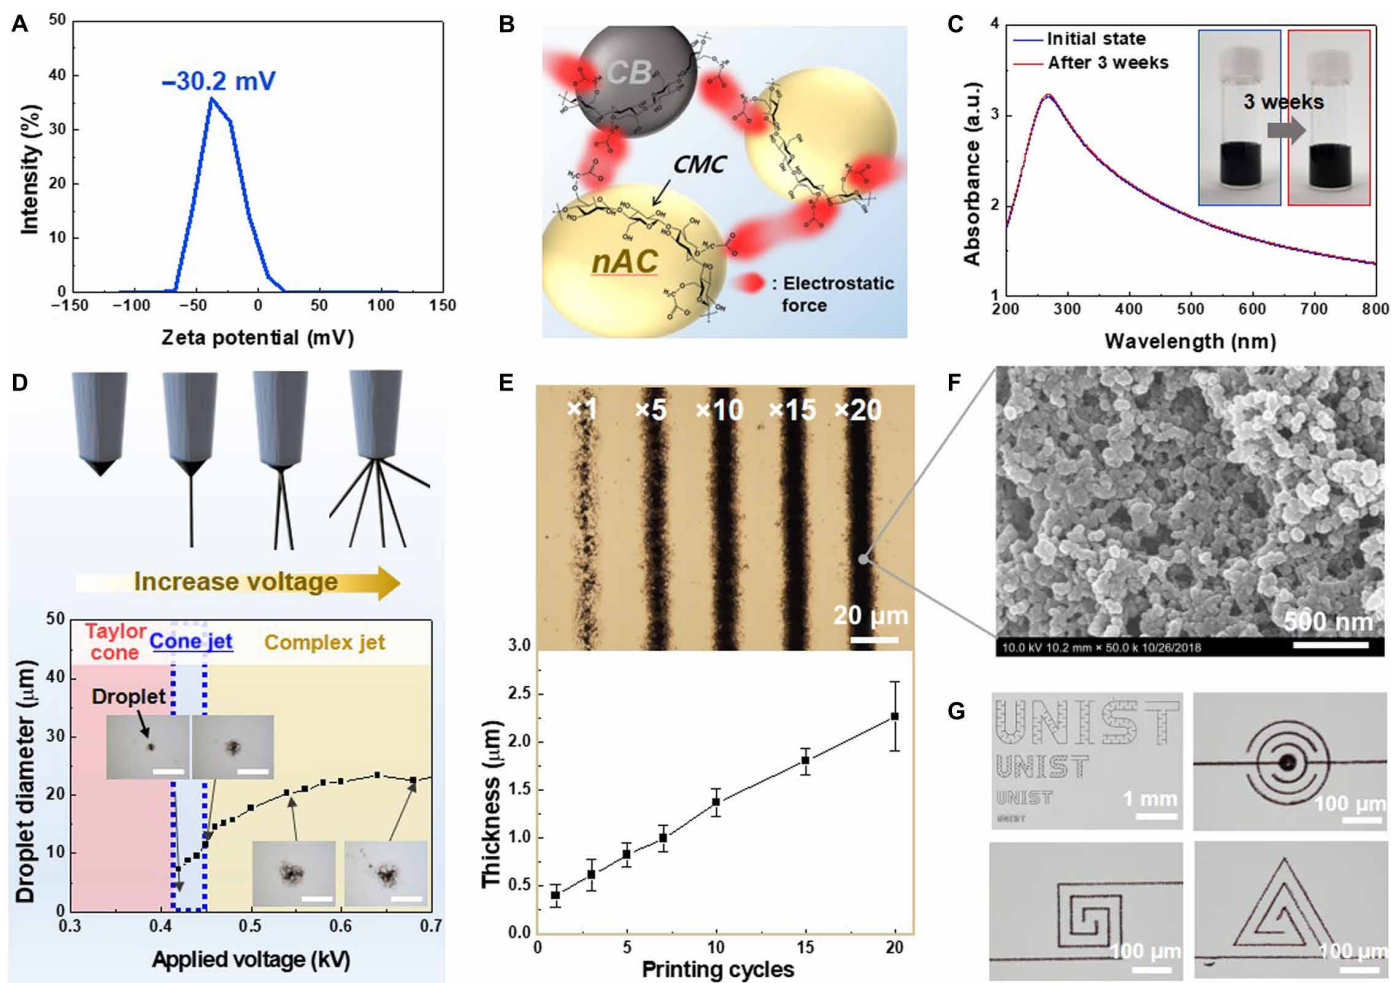 A
50
40
30
20
10
0
Intensity (%)
−30.2 mV
−150
−100
−50
0
50
100
150
Zeta potential (mV)
B
CB
CMC
nAC
: Electrostatic
force
C
4
3
2
1
Absorbance (a.u.)
Initial state
After 3 weeks
3 weeks
200
300
400
500
600
700
800
Wavelength (nm)
D
Increase voltage
50
40
30
20
10
0
Droplet diameter (μm)
Taylor
cone
Cone jet
Complex jet
Droplet
0.3
0.4
0.5
0.6
0.7
Applied voltage (kV)
E
×1
×5
×10
×15
×20
20 μm
3.0
2.5
2.0
1.5
1.0
0.5
0.0
Thickness (μm)
0
5
10
15
20
Printing cycles
F
500 nm
10.0 kV 10.2 mm × 50.0 k 10/26/2018
G
UNIST
UNIST
UNIST
UNIST
1 mm
100 μm
100 μm
100 μm